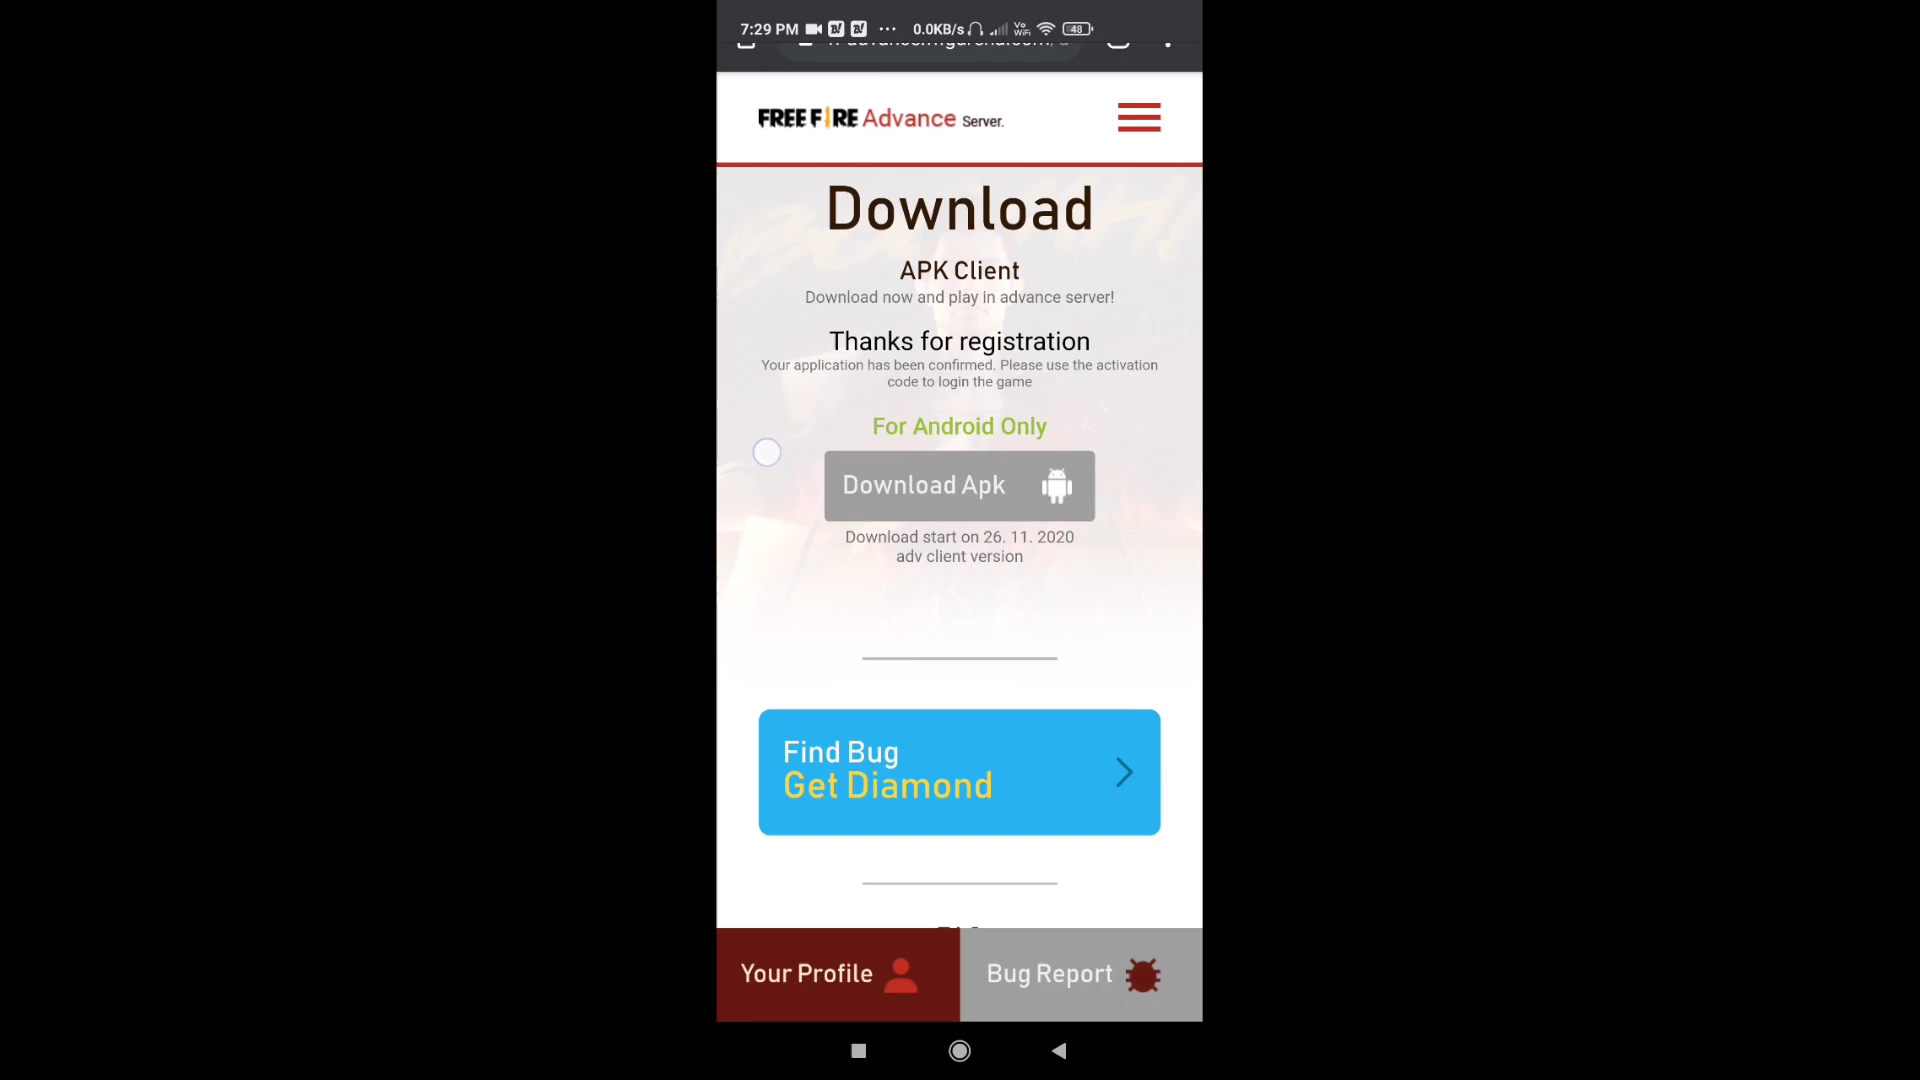 7:29 PM B! B! ... 0.0KB/s Vo WiFi 48
FREE FIRE Advance Server.
Download
APK Client
Download now and play in advance server!
Thanks for registration
Your application has been confirmed. Please use the activation
code to login the game
For Android Only
Download Apk
Download start on 26. 11. 2020
adv client version
Find Bug
Get Diamond
Your Profile
Bug Report